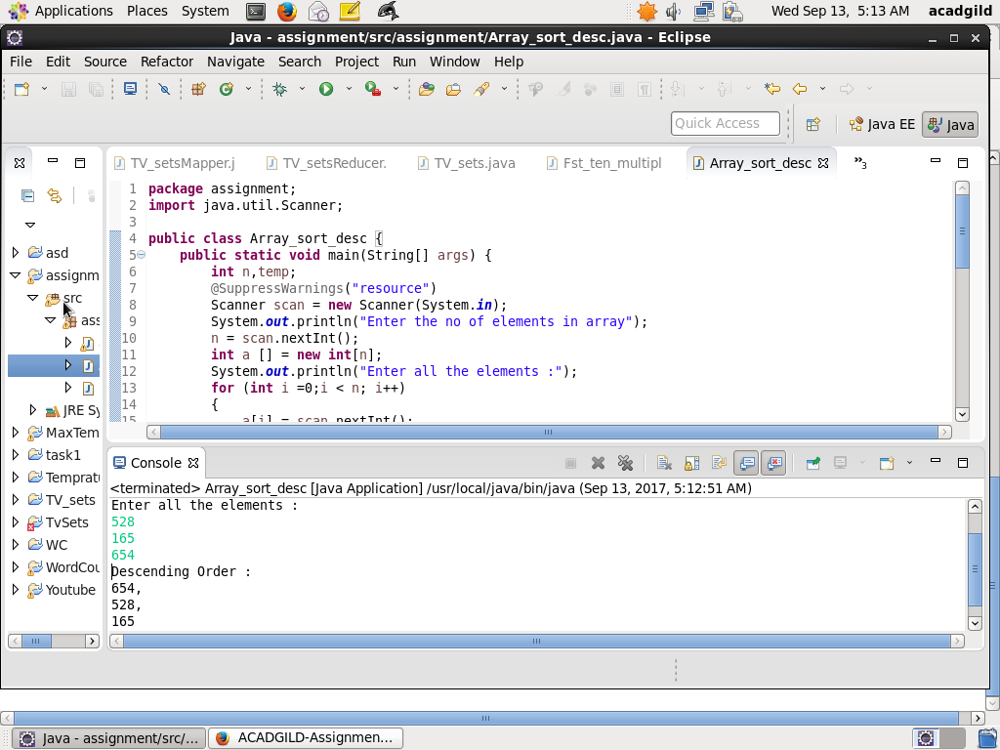 Applications Places System Wed Sep 13, 5:13 AM acadgild
Java - assignment/src/assignment/Array_sort_desc.java - Eclipse
File Edit Source Refactor Navigate Search Project Run Window Help
Quick Access Java EE Java
TV_setsMapper.j TV_setsReducer. TV_sets.java Fst_ten_multipl Array_sort_desc »3
asd
assignm
src
ass
JRE Sy
MaxTem
task1
Temprat
TV_sets
TvSets
WC
WordCou
Youtube
1 package assignment;
2 import java.util.Scanner;
3
4 public class Array_sort_desc {
5 public static void main(String[] args) {
6 int n,temp;
7 @SuppressWarnings("resource")
8 Scanner scan = new Scanner(System.in);
9 System.out.println("Enter the no of elements in array");
10 n = scan.nextInt();
11 int a [] = new int[n];
12 System.out.println("Enter all the elements :");
13 for (int i =0;i < n; i++)
14 {
15 a[i] = scan.nextInt();
Console
<terminated> Array_sort_desc [Java Application] /usr/local/java/bin/java (Sep 13, 2017, 5:12:51 AM)
Enter all the elements :
528
165
654
Descending Order :
654,
528,
165
Java - assignment/src/... ACADGILD-Assignmen...